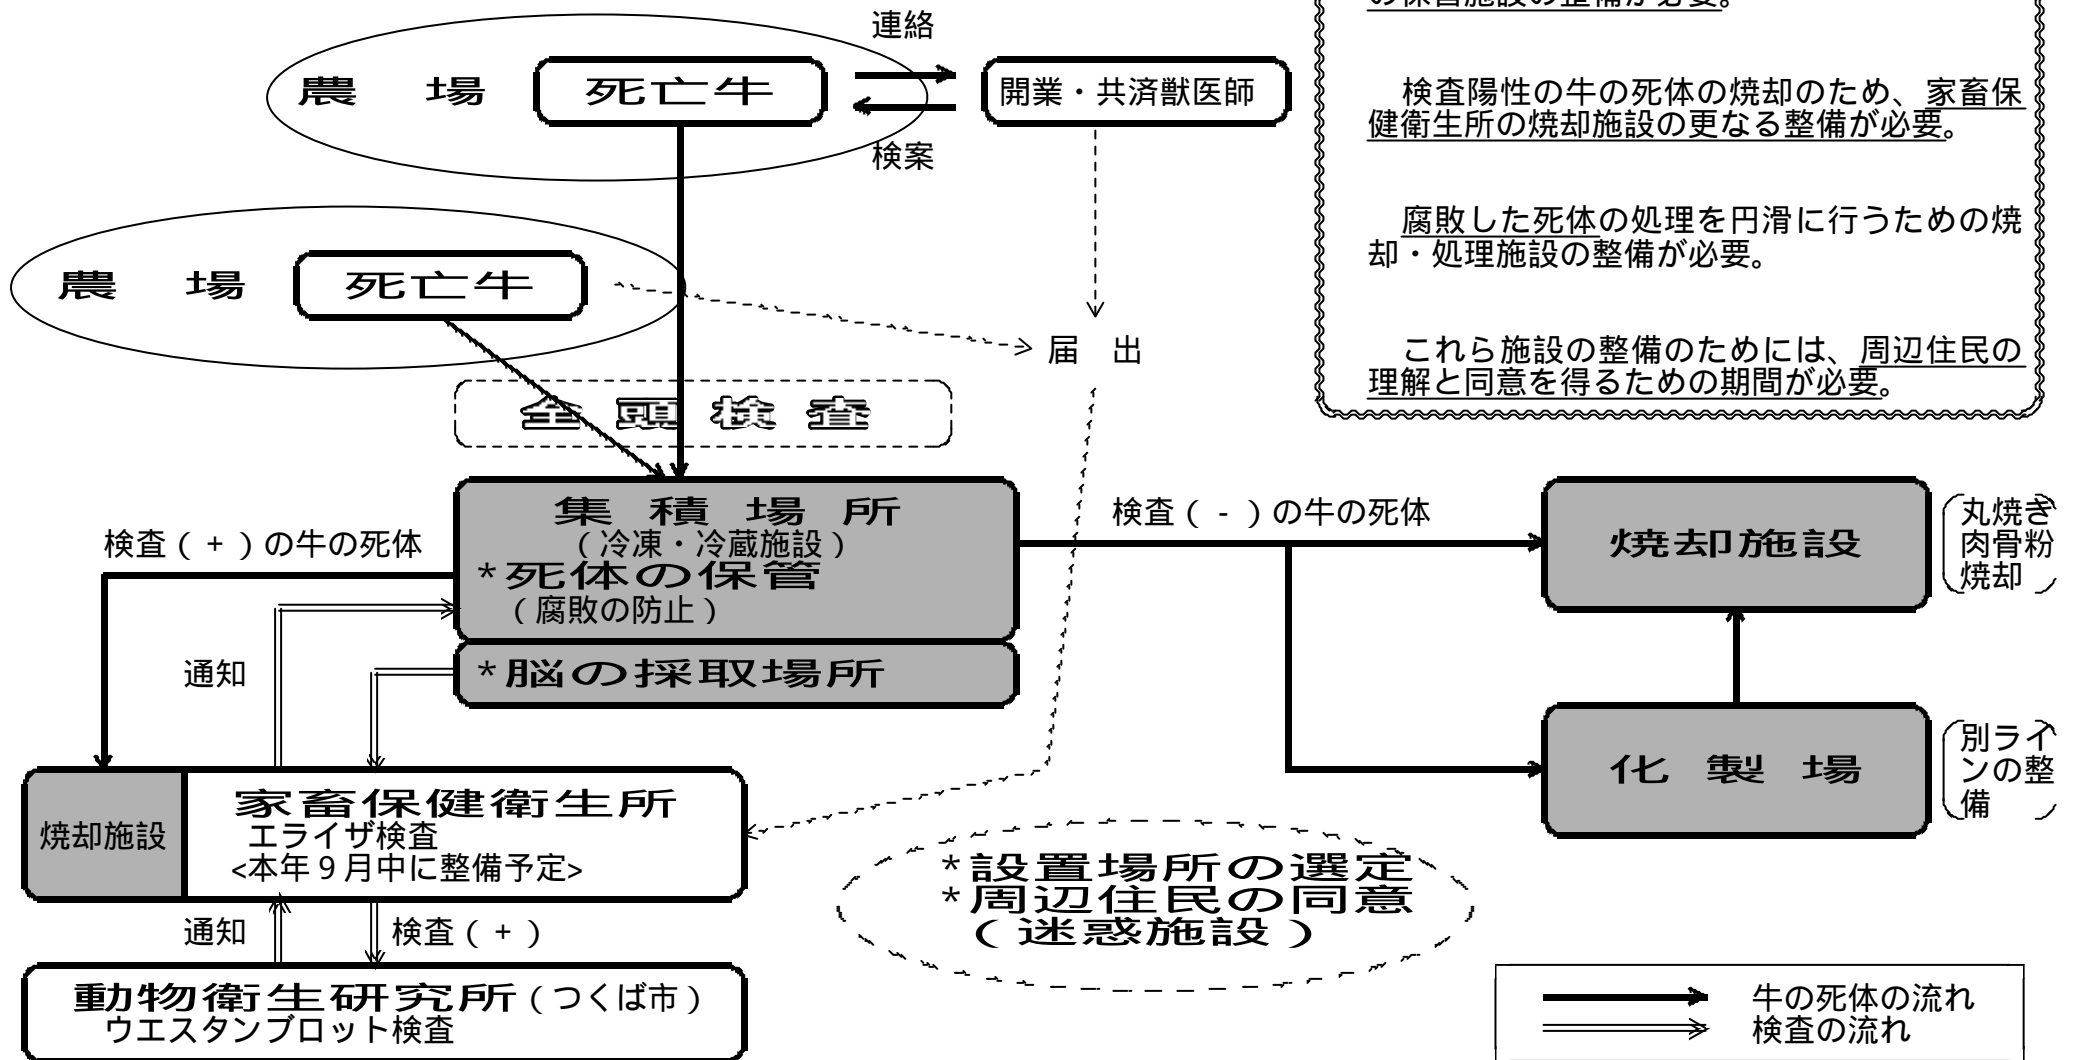 連絡
農 場 死亡牛
開業・共済獣医師
検案
農 場 死亡牛
届 出
全 頭 検 査
集 積 場 所
(冷凍・冷蔵施設)
*死体の保管
(腐敗の防止)
*脳の採取場所
検査(+)の牛の死体
検査(-)の牛の死体
焼却施設
丸焼き
肉骨粉
焼却
化 製 場
別ライ
ンの整
備
通知
焼却施設
家畜保健衛生所
エライザ検査
<本年9月中に整備予定>
通知
検査(+)
動物衛生研究所(つくば市)
ウエスタンブロット検査
*設置場所の選定
*周辺住民の同意
(迷惑施設)
検査陽性の牛の死体の焼却のため、家畜保
健衛生所の焼却施設の更なる整備が必要。
腐敗した死体の処理を円滑に行うための焼
却・処理施設の整備が必要。
これら施設の整備のためには、周辺住民の
理解と同意を得るための期間が必要。
牛の死体の流れ
検査の流れ